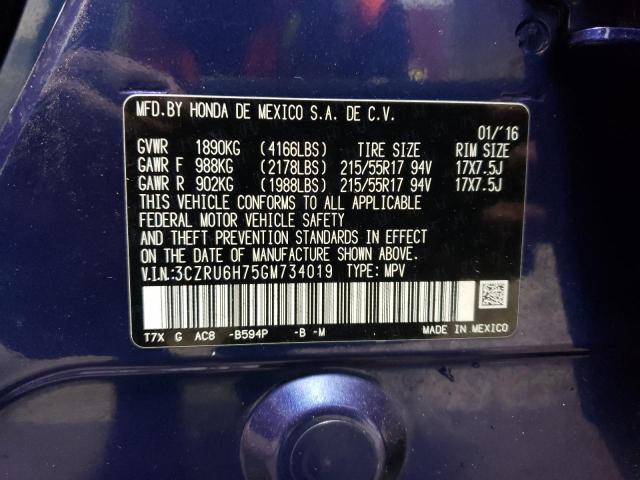 MFD.BY HONDA DE MEXICO S.A. DE C.V.
01/'16
GVWR 1890KG (4166LBS) TIRE SIZE RIM SIZE
GAWR F 988KG (2178LBS) 215/55R17 94V 17X7.5J
GAWR R 902KG (1988LBS) 215/55R17 94V 17X7.5J
THIS VEHICLE CONFORMS TO ALL APPLICABLE
FEDERAL MOTOR VEHICLE SAFETY
AND THEFT PREVENTION STANDARDS IN EFFECT
ON THE DATE OF MANUFACTURE SHOWN ABOVE.
V.I.N.:3CZRU6H75GM734019 TYPE: MPV
T7X G AC8 -B594P -B -M MADE IN MEXICO